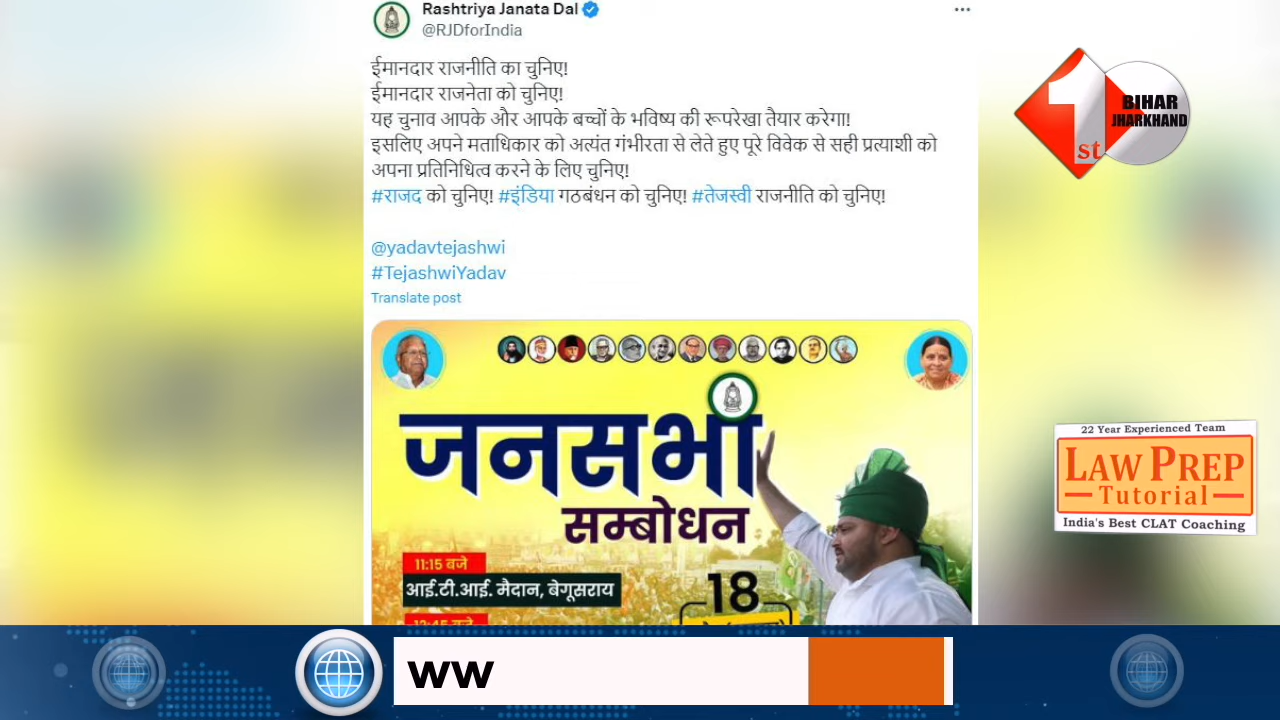 Rashtriya Janata Dal
@RJDforIndia
ईमानदार राजनीति का चुनिए!
ईमानदार राजनेता को चुनिए!
यह चुनाव आपके और आपके बच्चों के भविष्य की रूपरेखा तैयार करेगा!
इसलिए अपने मताधिकार को अत्यंत गंभीरता से लेते हुए पूरे विवेक से सही प्रत्याशी को
अपना प्रतिनिधित्व करने के लिए चुनिए!
#राजद को चुनिए! #इंडिया गठबंधन को चुनिए! #तेजस्वी राजनीति को चुनिए!
@yadavtejashwi
#TejashwiYadav
Translate post
जनसभा
सम्बोधन
11:15 बजे
आई.टी.आई. मैदान, बेगूसराय
18
1st
BIHAR
JHARKHAND
22 Year Experienced Team
LAW PREP
Tutorial
India's Best CLAT Coaching
ww